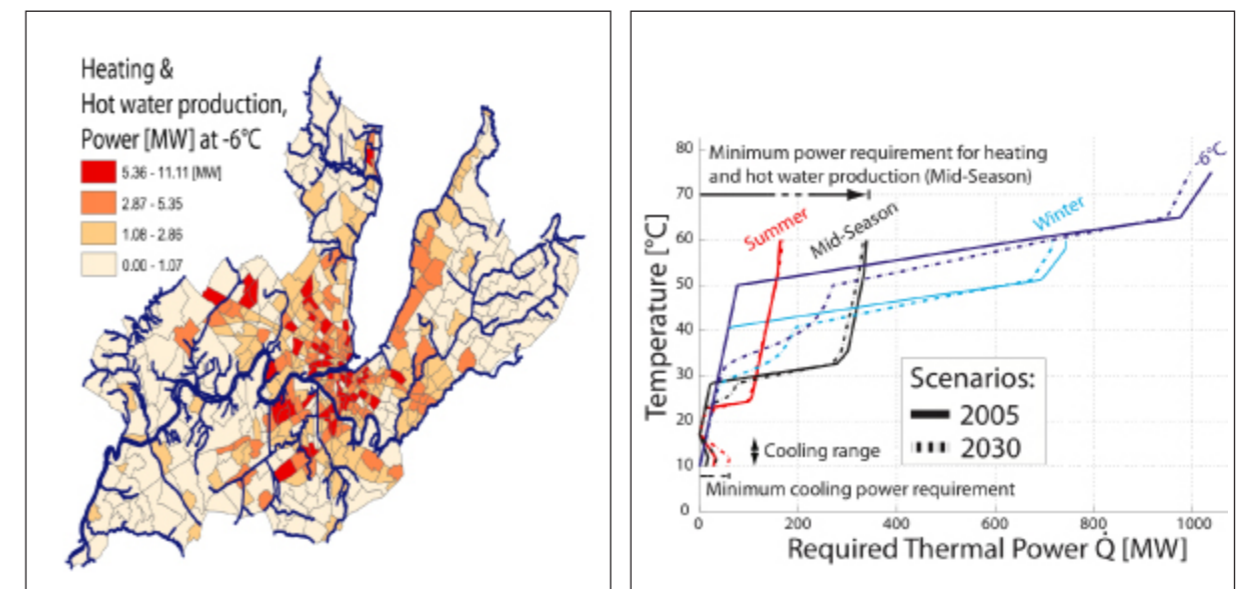 Heating &
Hot water production,
Power [MW] at -6°C
5.36 - 11.11 [MW]
2.87 - 5.35
1.08 - 2.86
0.00 - 1.07
80
70
60
50
40
30
20
10
0
Temperature [°C]
Minimum power requirement for heating
and hot water production (Mid-Season)
-6°C
Summer
Mid-Season
Winter
Scenarios:
2005
2030
Cooling range
Minimum cooling power requirement
0
200
400
600
800
1000
Required Thermal Power Q̇ [MW]